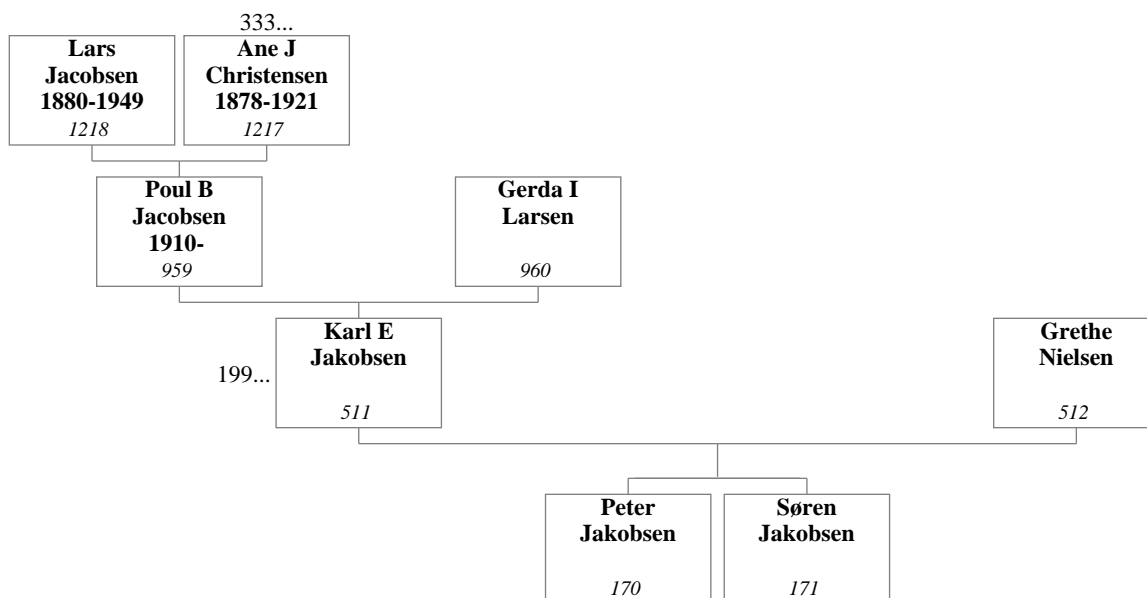 333...
Lars
Jacobsen
1880-1949
1218
Ane J
Christensen
1878-1921
1217
Poul B
Jacobsen
1910-
959
Gerda I
Larsen
960
199...
Karl E
Jakobsen
511
Grethe
Nielsen
512
Peter
Jakobsen
170
Søren
Jakobsen
171